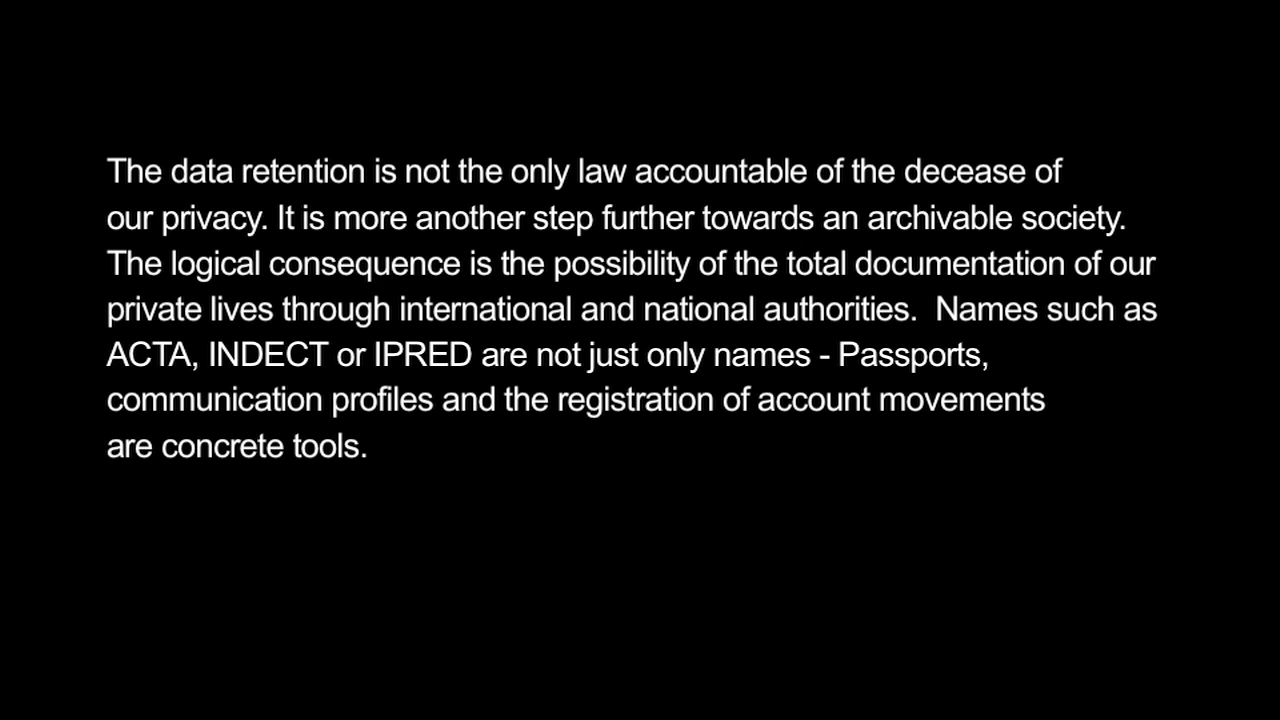 The data retention is not the only law accountable of the decease of
our privacy. It is more another step further towards an archivable society.
The logical consequence is the possibility of the total documentation of our
private lives through international and national authorities.  Names such as
ACTA, INDECT or IPRED are not just only names - Passports,
communication profiles and the registration of account movements
are concrete tools.